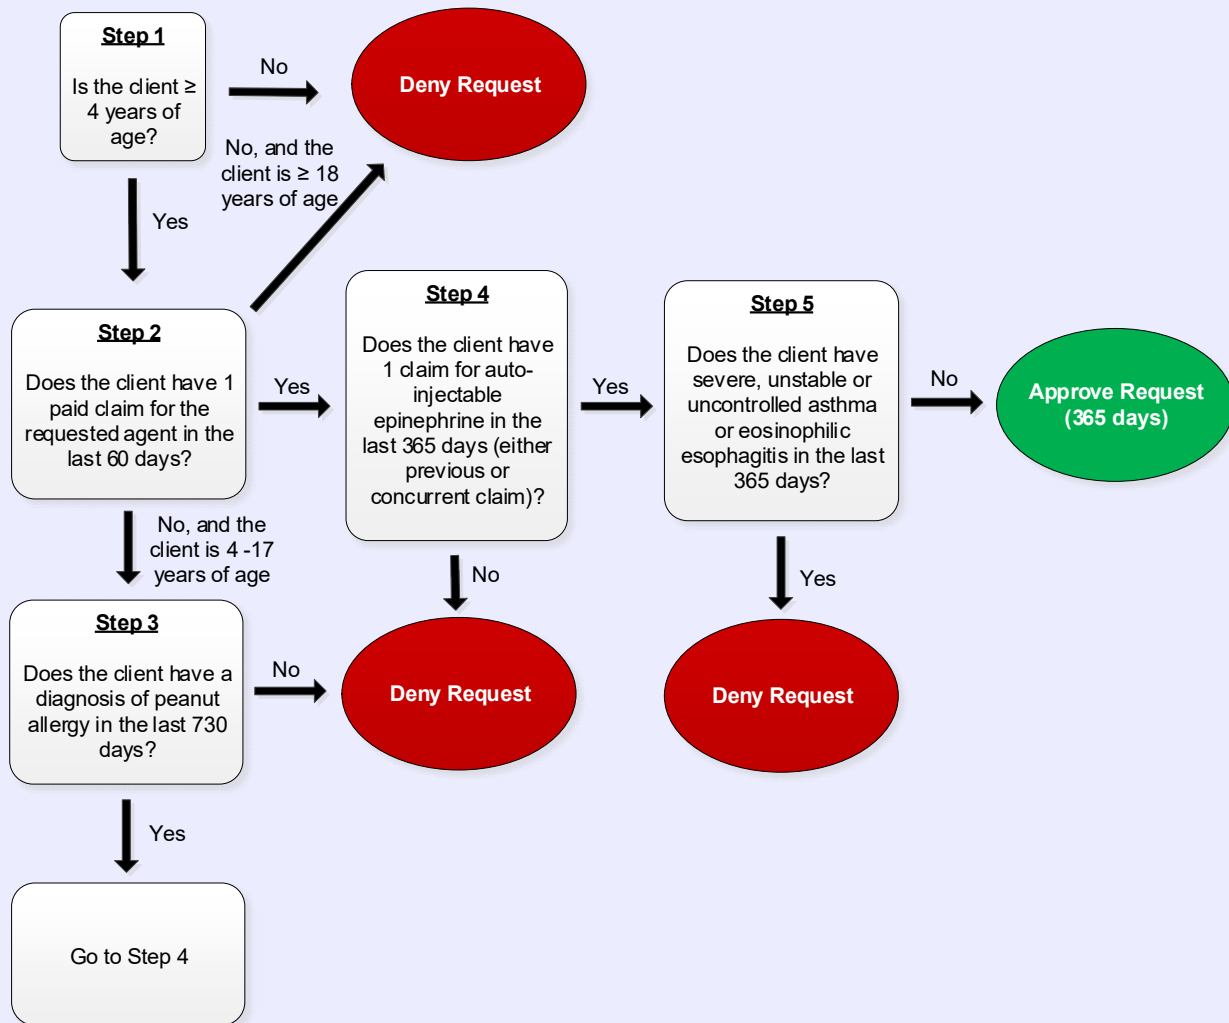 Step 1
Is the client ≥
4 years of
age?
No
Deny Request
No, and the
client is ≥ 18
years of age
Yes
Step 2
Does the client have 1
paid claim for the
requested agent in the
last 60 days?
Yes
Step 4
Does the client have
1 claim for auto-
injectable
epinephrine in the
last 365 days (either
previous or
concurrent claim)?
Yes
Step 5
Does the client have
severe, unstable or
uncontrolled asthma
or eosinophilic
esophagitis in the last
365 days?
No
Approve Request
(365 days)
No, and the
client is 4 -17
years of age
No
Yes
Step 3
Does the client have a
diagnosis of peanut
allergy in the last 730
days?
No
Deny Request
Deny Request
Yes
Go to Step 4